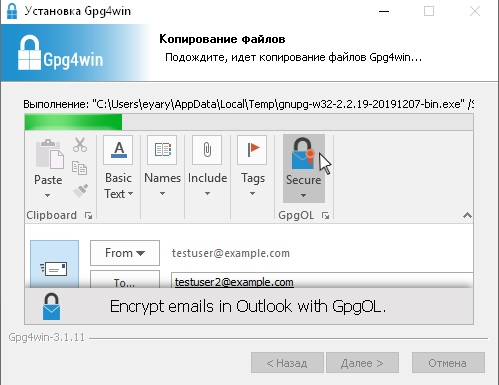 Установка Gpg4win
Gpg4win
Копирование файлов
Подождите, идет копирование файлов Gpg4win...
Выполнение: "C:\Users\eyary\AppData\Local\Temp\gnupg-w32-2.2.19-20191207-bin.exe" /S
Paste
Clipboard
Basic
Text
Names
Include
Tags
Secure
GpgOL
From
testuser@example.com
To...
testuser2@example.com
Encrypt emails in Outlook with GpgOL.
Gpg4win-3.1.11
< Назад
Далее >
Отмена